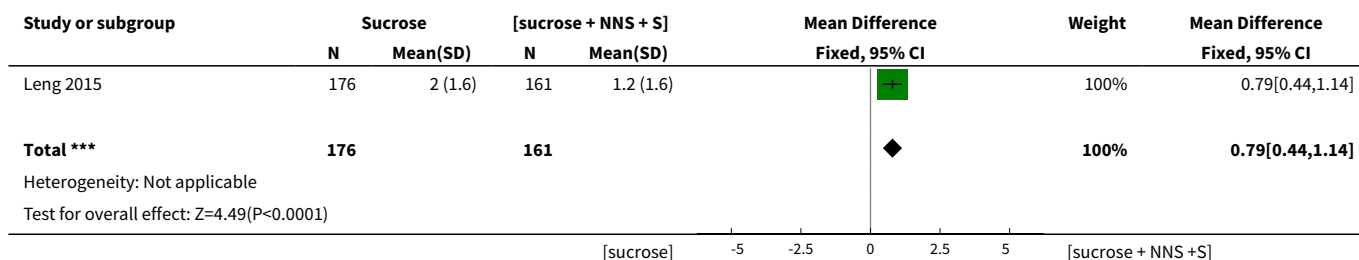 Study or subgroup Sucrose [sucrose + NNS + S] Mean Difference Weight Mean Difference
N Mean(SD) N Mean(SD) Fixed, 95% CI Fixed, 95% CI
Leng 2015 176 2 (1.6) 161 1.2 (1.6) 100% 0.79[0.44,1.14]
Total *** 176 161 100% 0.79[0.44,1.14]
Heterogeneity: Not applicable
Test for overall effect: Z=4.49(P<0.0001)
[sucrose] -5 -2.5 0 2.5 5 [sucrose + NNS +S]